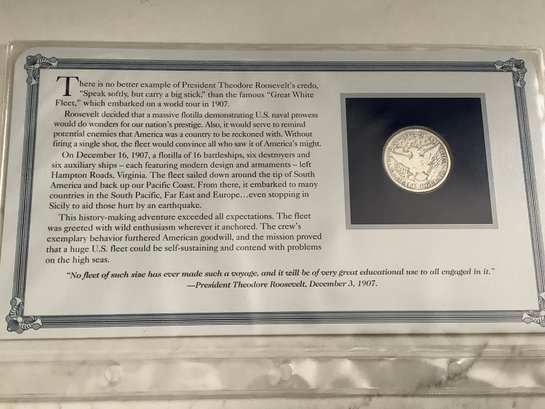 There is no better example of President Theodore Roosevelt's credo,
"Speak softly, but carry a big stick," than the famous "Great White
Fleet," which embarked on a world tour in 1907.
Roosevelt decided that a massive flotilla demonstrating U.S. naval prowess
would do wonders for our nation's prestige. Also, it would serve to remind
potential enemies that America was a country to be reckoned with. Without
firing a single shot, the fleet would convince all who saw it of America's might.
On December 16, 1907, a flotilla of 16 battleships, six destroyers and
six auxiliary ships – each featuring modern design and armaments – left
Hampton Roads, Virginia. The fleet sailed down around the tip of South
America and back up our Pacific Coast. From there, it embarked to many
countries in the South Pacific, Far East and Europe…even stopping in
Sicily to aid those hurt by an earthquake.
This history-making adventure exceeded all expectations. The fleet
was greeted with wild enthusiasm wherever it anchored. The crew's
exemplary behavior furthered American goodwill, and the mission proved
that a huge U.S. fleet could be self-sustaining and contend with problems
on the high seas.
"No fleet of such size has ever made such a voyage, and it will be of very great educational use to all engaged in it."
—President Theodore Roosevelt, December 3, 1907.